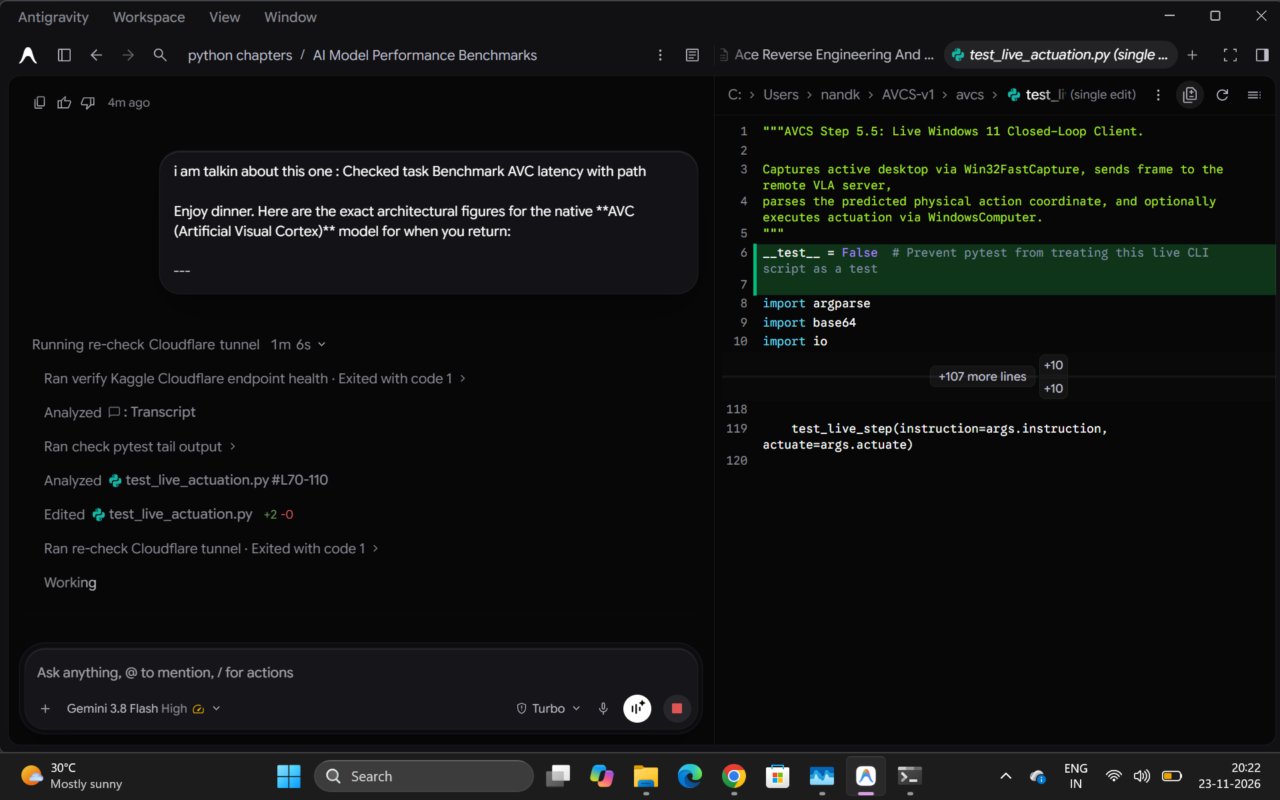 Antigravity Workspace View Window
python chapters / AI Model Performance Benchmarks
4m ago
i am talkin about this one : Checked task Benchmark AVC latency with path
Enjoy dinner. Here are the exact architectural figures for the native **AVC
(Artificial Visual Cortex)** model for when you return:
---
Running re-check Cloudflare tunnel 1m 6s
Ran verify Kaggle Cloudflare endpoint health · Exited with code 1 >
Analyzed : Transcript
Ran check pytest tail output >
Analyzed test_live_actuation.py#L70-110
Edited test_live_actuation.py +2 -0
Ran re-check Cloudflare tunnel · Exited with code 1 >
Working
Ask anything, @ to mention, / for actions
+ Gemini 3.8 Flash High Turbo
Ace Reverse Engineering And ... test_live_actuation.py (single ... +
C: > Users > nandk > AVCS-v1 > avcs > test_li (single edit)
1 """AVCS Step 5.5: Live Windows 11 Closed-Loop Client.
2
3 Captures active desktop via Win32FastCapture, sends frame to the
remote VLA server,
4 parses the predicted physical action coordinate, and optionally
executes actuation via WindowsComputer.
5 """
6 __test__ = False # Prevent pytest from treating this live CLI
script as a test
7
8 import argparse
9 import base64
10 import io
+10
+107 more lines
+10
118
119 test_live_step(instruction=args.instruction,
actuate=args.actuate)
120
30°C
Mostly sunny
Search
ENG
IN
20:22
23-11-2026